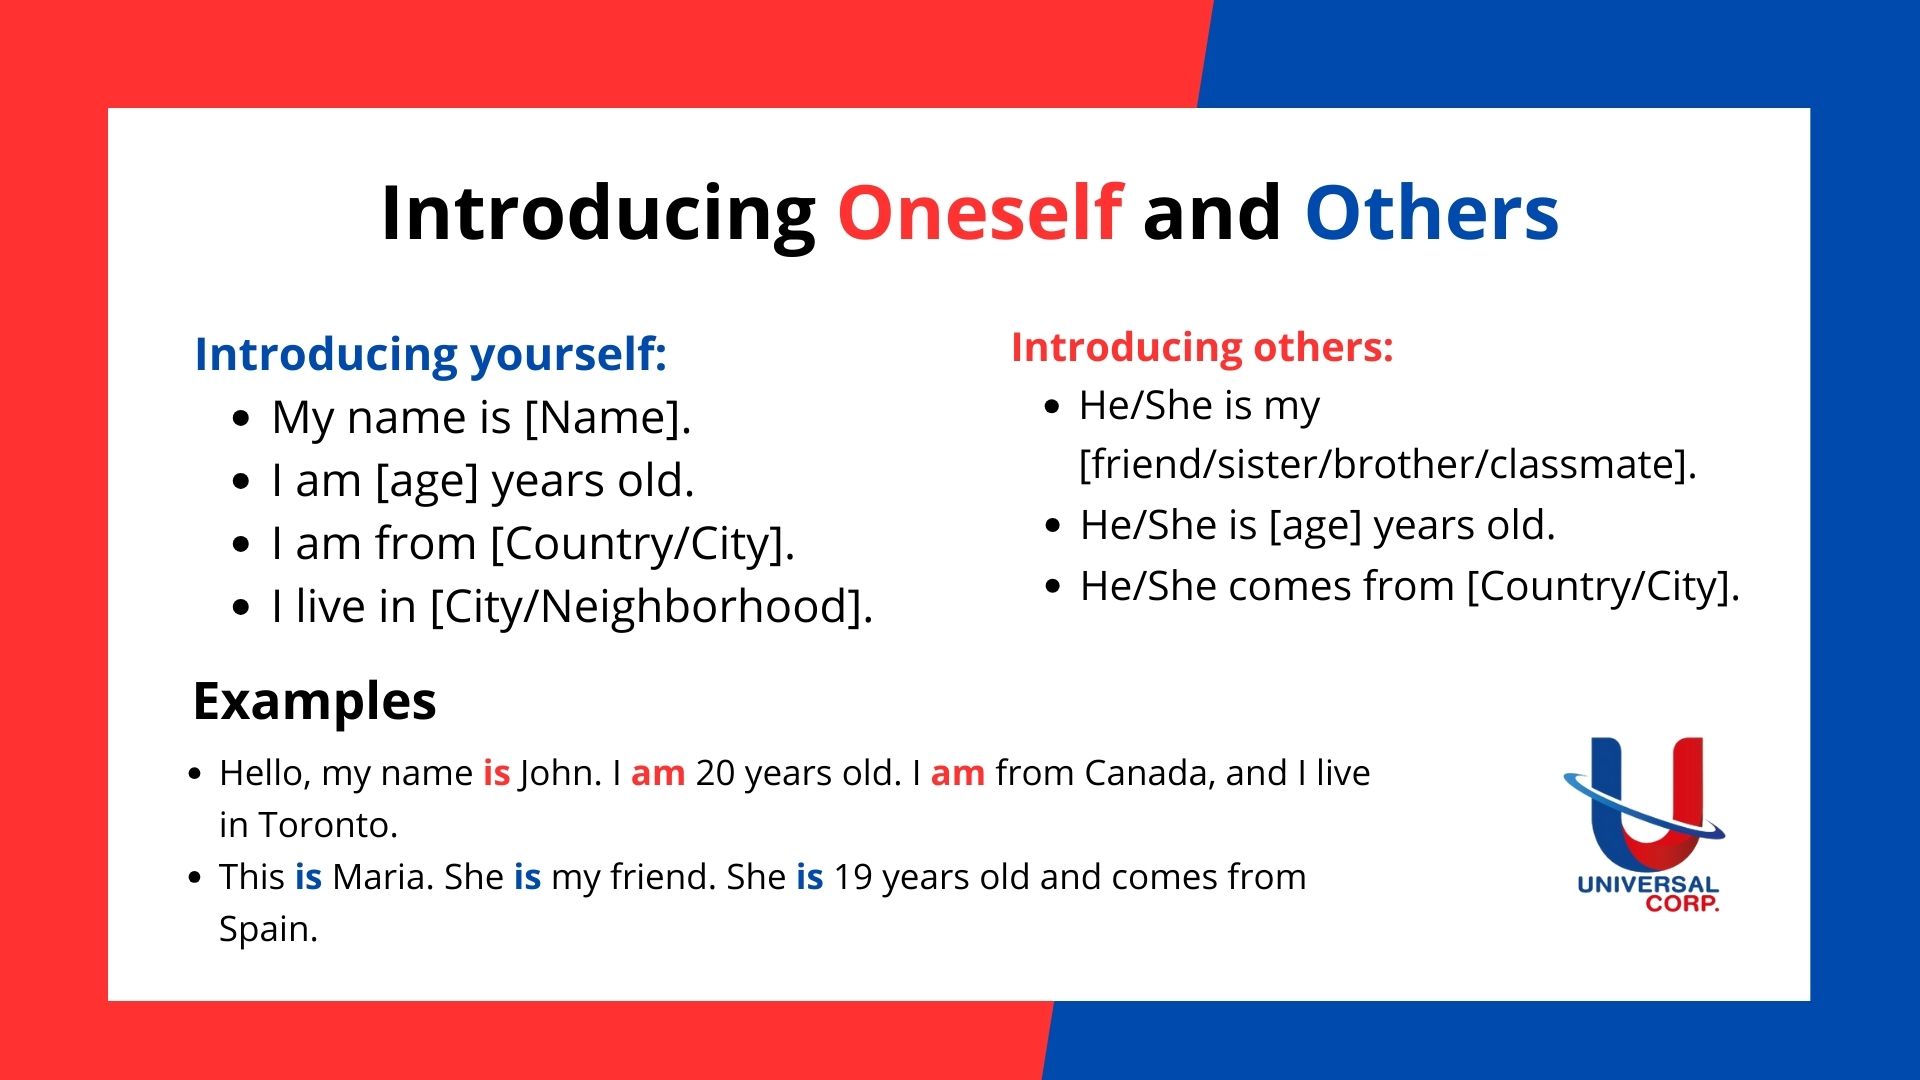 Introducing Oneself and Others
Introducing yourself:
• My name is [Name].
• I am [age] years old.
• I am from [Country/City].
• I live in [City/Neighborhood].
Introducing others:
• He/She is my
[friend/sister/brother/classmate].
• He/She is [age] years old.
• He/She comes from [Country/City].
Examples
• Hello, my name is John. I am 20 years old. I am from Canada, and I live
in Toronto.
• This is Maria. She is my friend. She is 19 years old and comes from
Spain.
UNIVERSAL
CORP.